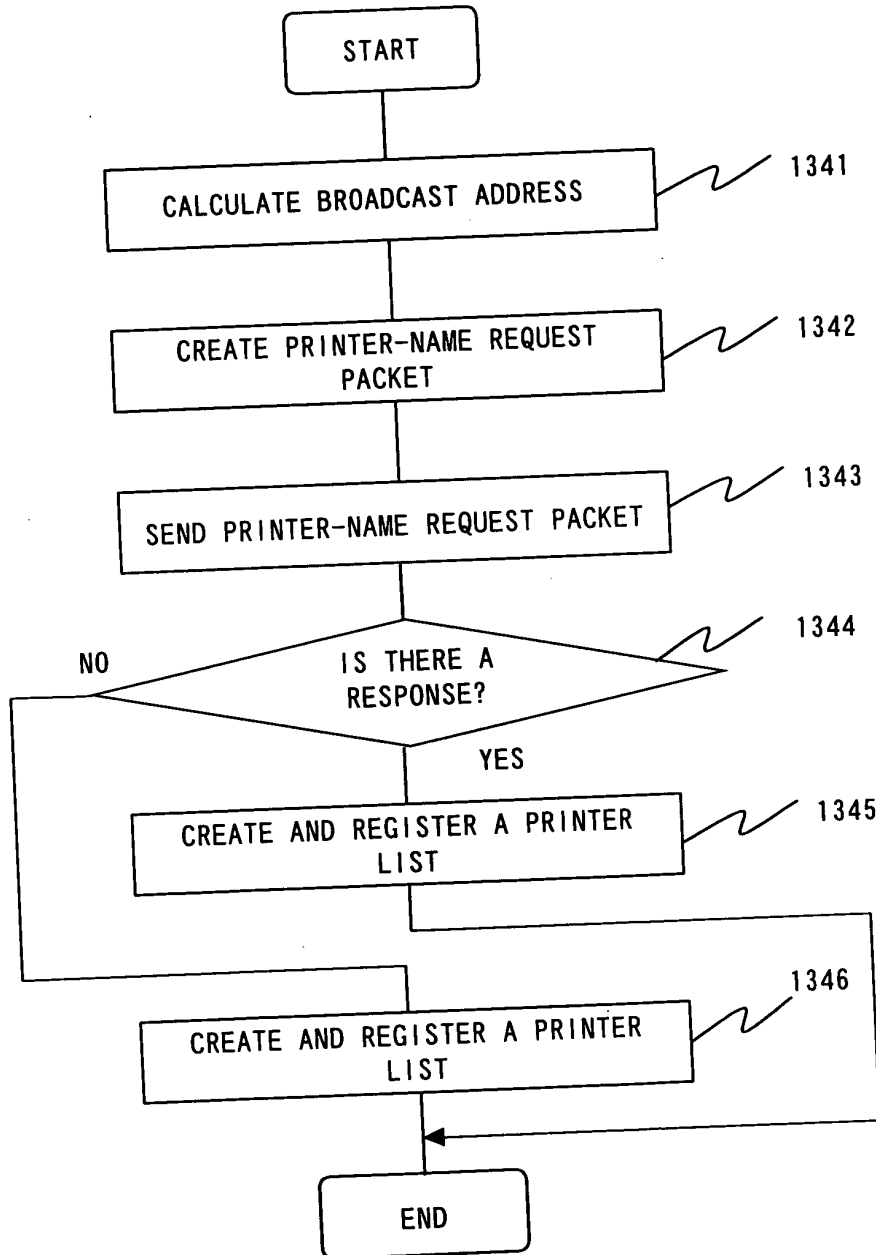 START
CALCULATE BROADCAST ADDRESS
1341
CREATE PRINTER-NAME REQUEST
PACKET
1342
SEND PRINTER-NAME REQUEST PACKET
1343
IS THERE A
RESPONSE?
1344
NO
YES
CREATE AND REGISTER A PRINTER
LIST
1345
CREATE AND REGISTER A PRINTER
LIST
1346
END